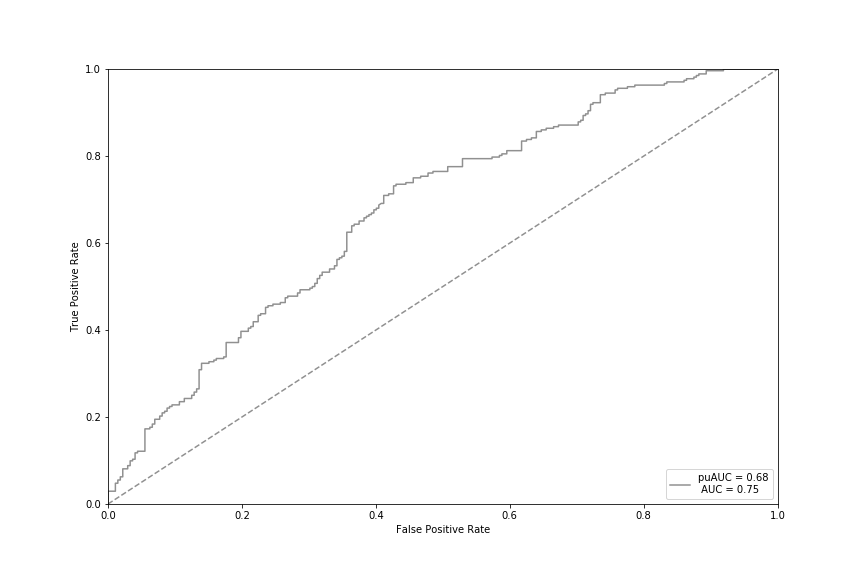 1.0
0.8
0.6
0.4
0.2
0.0
True Positive Rate
0.0 0.2 0.4 0.6 0.8 1.0
False Positive Rate
puAUC = 0.68
AUC = 0.75